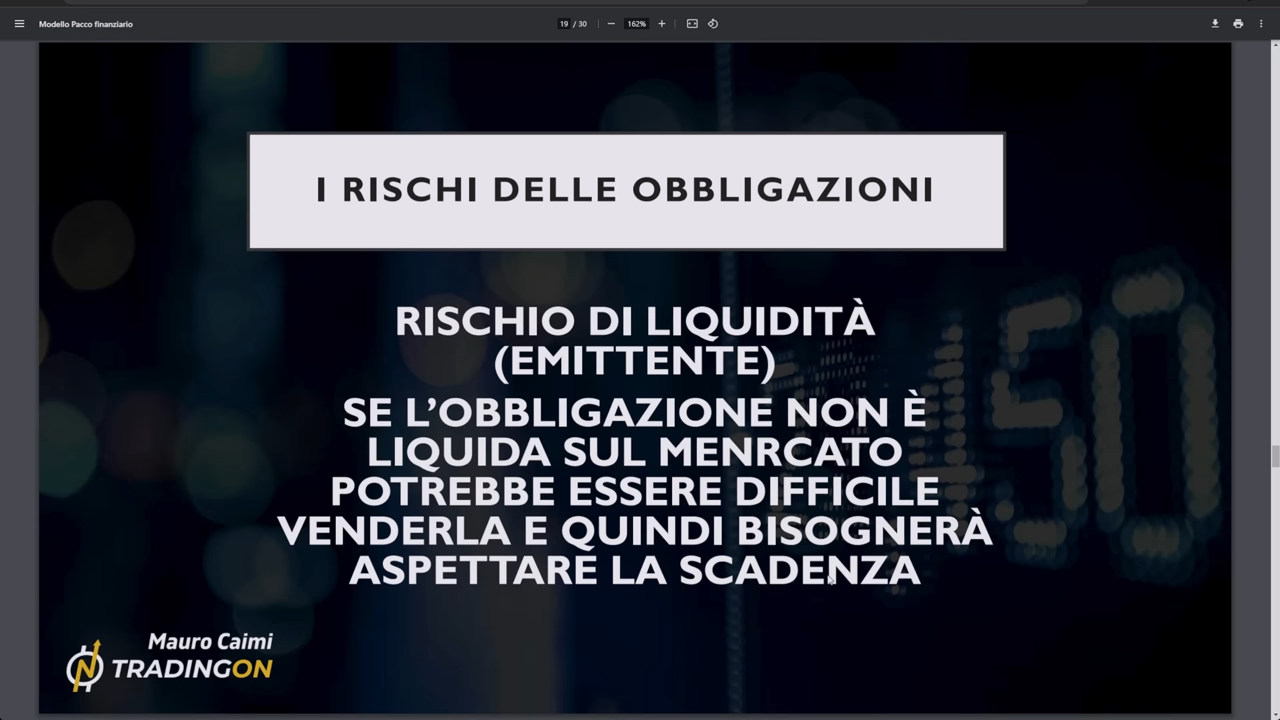 Modello Pacco finanziario
19 / 30
162%
I RISCHI DELLE OBBLIGAZIONI
RISCHIO DI LIQUIDITÀ
(EMITTENTE)
SE L’OBBLIGAZIONE NON È
LIQUIDA SUL MENRCATO
POTREBBE ESSERE DIFFICILE
VENDERLA E QUINDI BISOGNERÀ
ASPETTARE LA SCADENZA
450
Mauro Caimi
TRADINGON